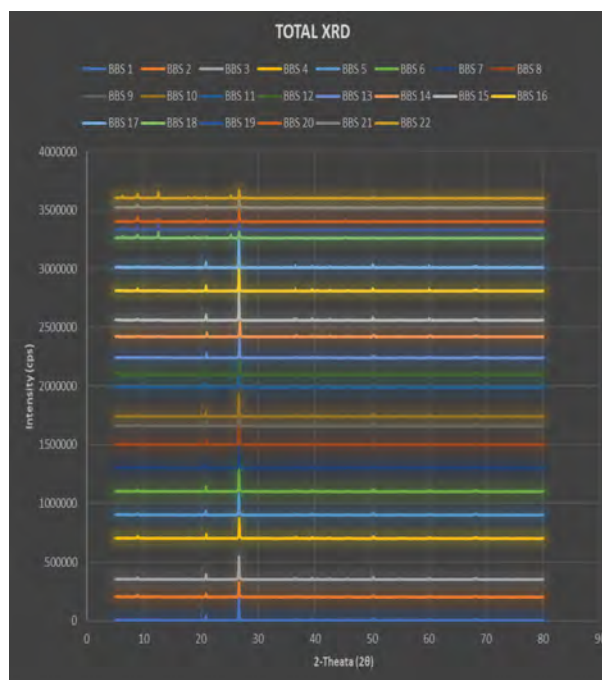 TOTAL XRD
BBS 1 BBS 2 BBS 3 BBS 4 BBS 5 BBS 6 BBS 7 BBS 8
BBS 9 BBS 10 BBS 11 BBS 12 BBS 13 BBS 14 BBS 15 BBS 16
BBS 17 BBS 18 BBS 19 BBS 20 BBS 21 BBS 22
4000000
3500000
3000000
2500000
2000000
1500000
1000000
500000
0
Intensity (cps)
0 10 20 30 40 50 60 70 80 90
2-Theata (2θ)